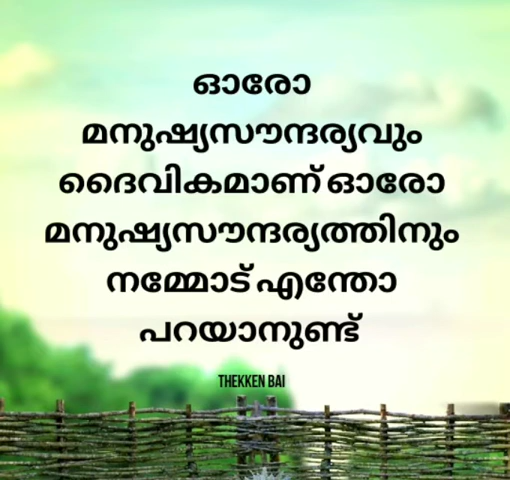 ഓരോ
മനുഷ്യസൗന്ദര്യവും
ദൈവികമാണ് ഓരോ
മനുഷ്യസൗന്ദര്യത്തിനും
നമ്മോട് എന്തോ
പറയാനുണ്ട്
THEKKEN BAI